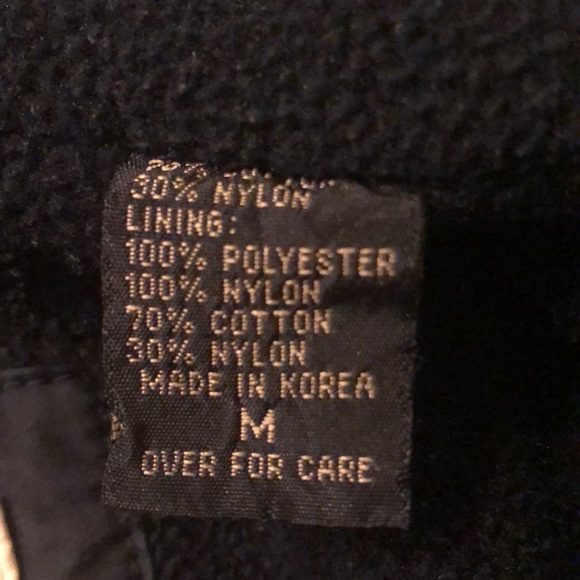 30% NYLON
LINING:
100% POLYESTER
100% NYLON
70% COTTON
30% NYLON
MADE IN KOREA
M
OVER FOR CARE